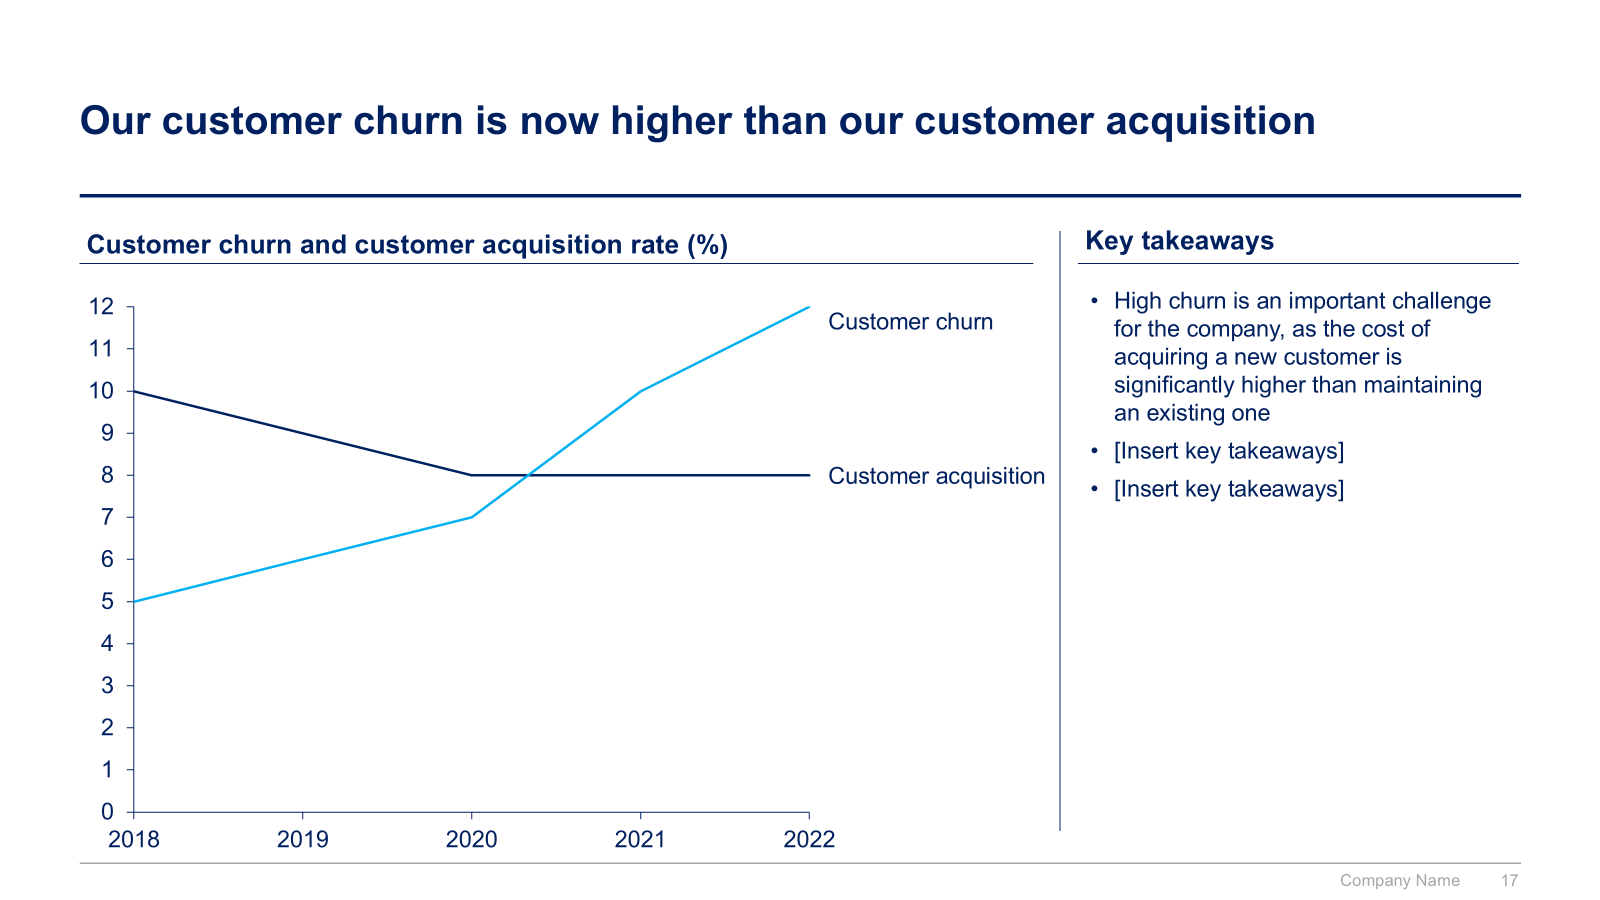 Our customer churn is now higher than our customer acquisition
Customer churn and customer acquisition rate (%)
12
11
10
9
8
7
6
5
4
3
2
1
0
2018 2019 2020 2021 2022
Customer churn
Customer acquisition
Key takeaways
• High churn is an important challenge
for the company, as the cost of
acquiring a new customer is
significantly higher than maintaining
an existing one
• [Insert key takeaways]
• [Insert key takeaways]
Company Name 17